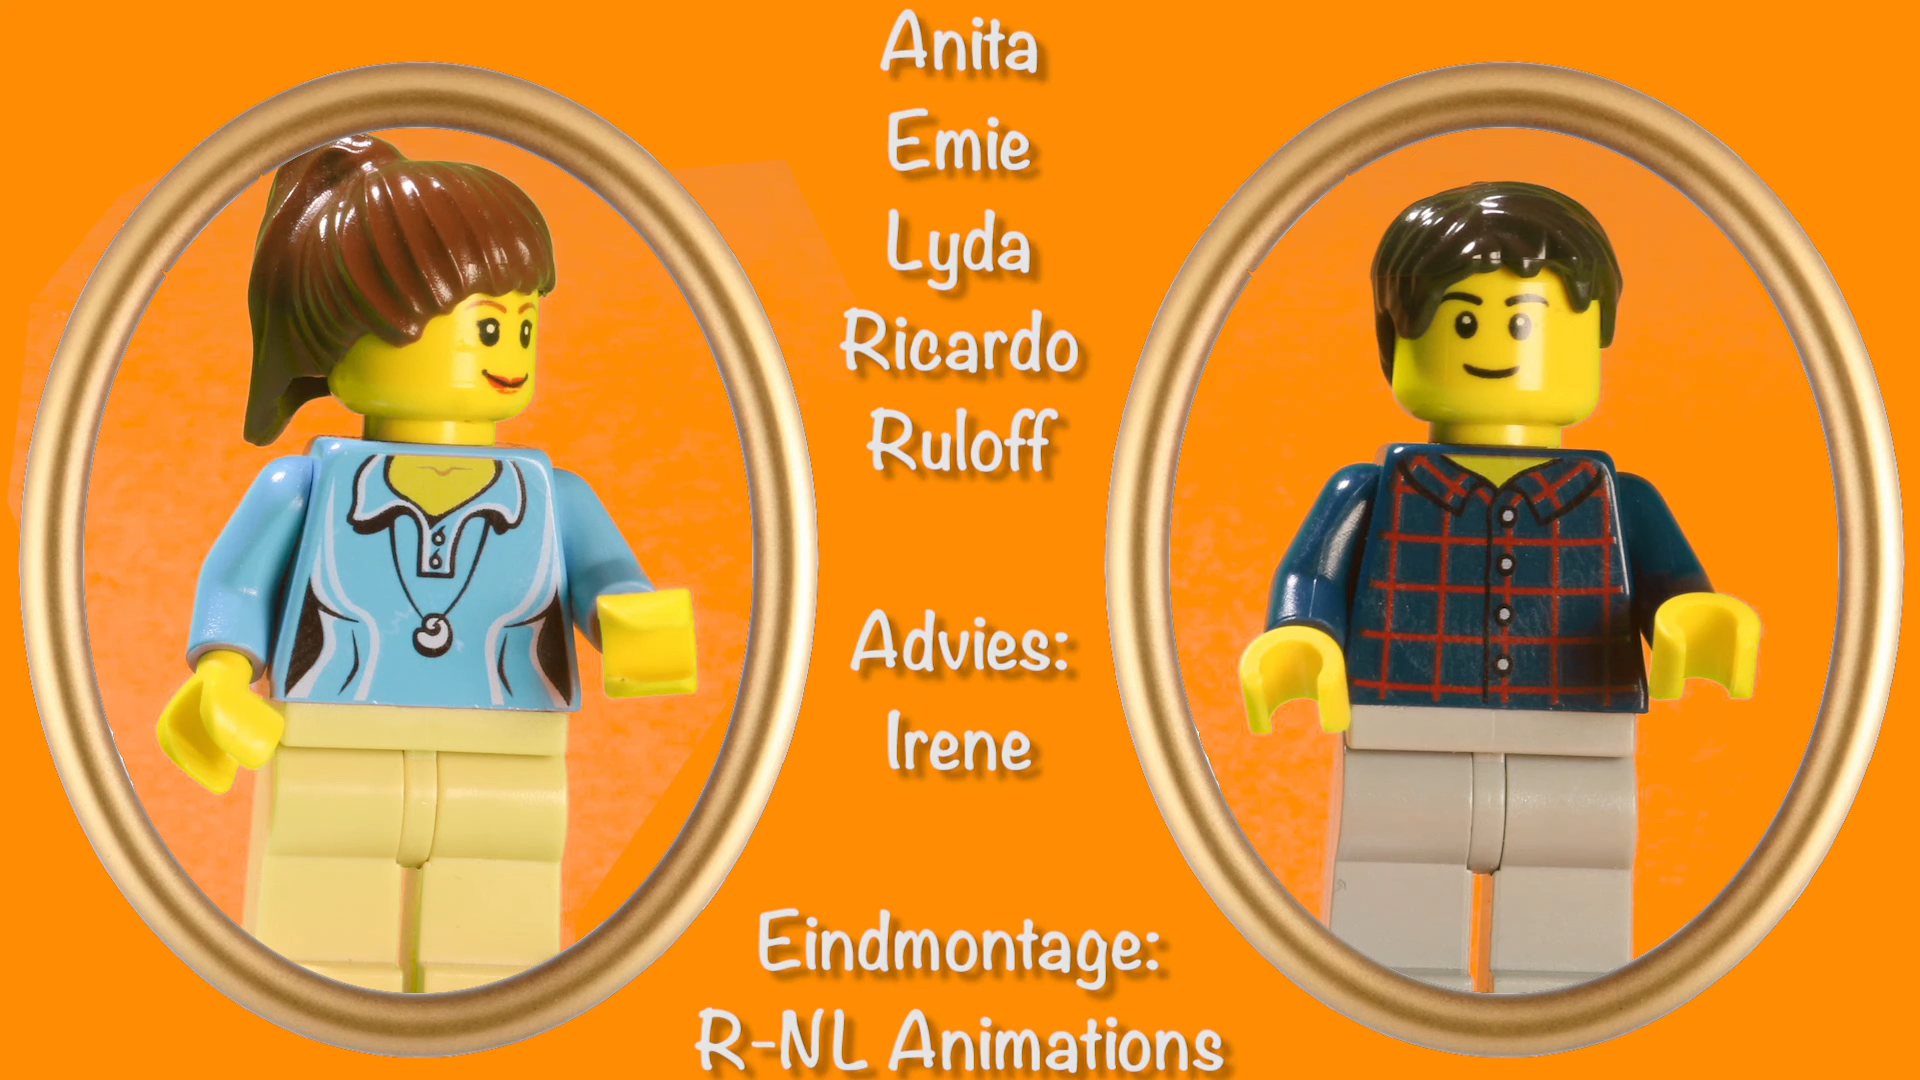 Anita
Emie
Lyda
Ricardo
Ruloff
Advies:
Irene
Eindmontage:
R-NL Animations